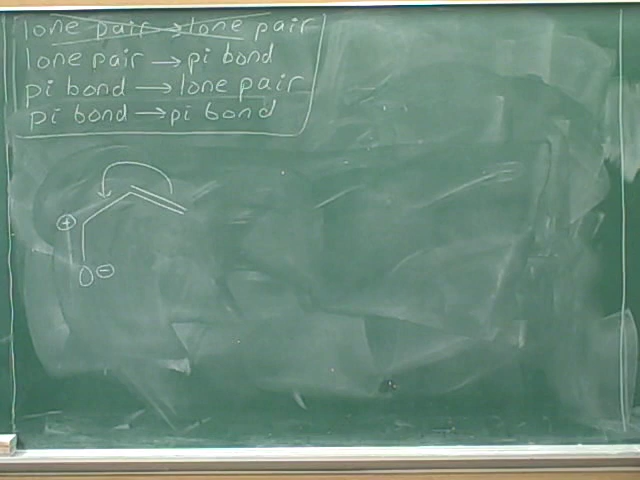 lone pair → lone pair
lone pair → pi bond
pi bond → lone pair
pi bond → pi bond
⊕
O⊖